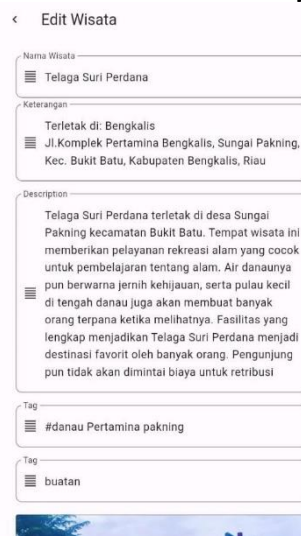 Edit Wisata
Nama Wisata
Telaga Suri Perdana
Keterangan
Terletak di: Bengkalis
Jl.Komplek Pertamina Bengkalis, Sungai Pakning,
Kec. Bukit Batu, Kabupaten Bengkalis, Riau
Description
Telaga Suri Perdana terletak di desa Sungai
Pakning kecamatan Bukit Batu. Tempat wisata ini
memberikan pelayanan rekreasi alam yang cocok
untuk pembelajaran tentang alam. Air danaunya
pun berwarna jernih kehijauan, serta pulau kecil
di tengah danau juga akan membuat banyak
orang terpana ketika melihatnya. Fasilitas yang
lengkap menjadikan Telaga Suri Perdana menjadi
destinasi favorit oleh banyak orang. Pengunjung
pun tidak akan dimintai biaya untuk retribusi
Tag
#danau Pertamina pakning
Tag
buatan